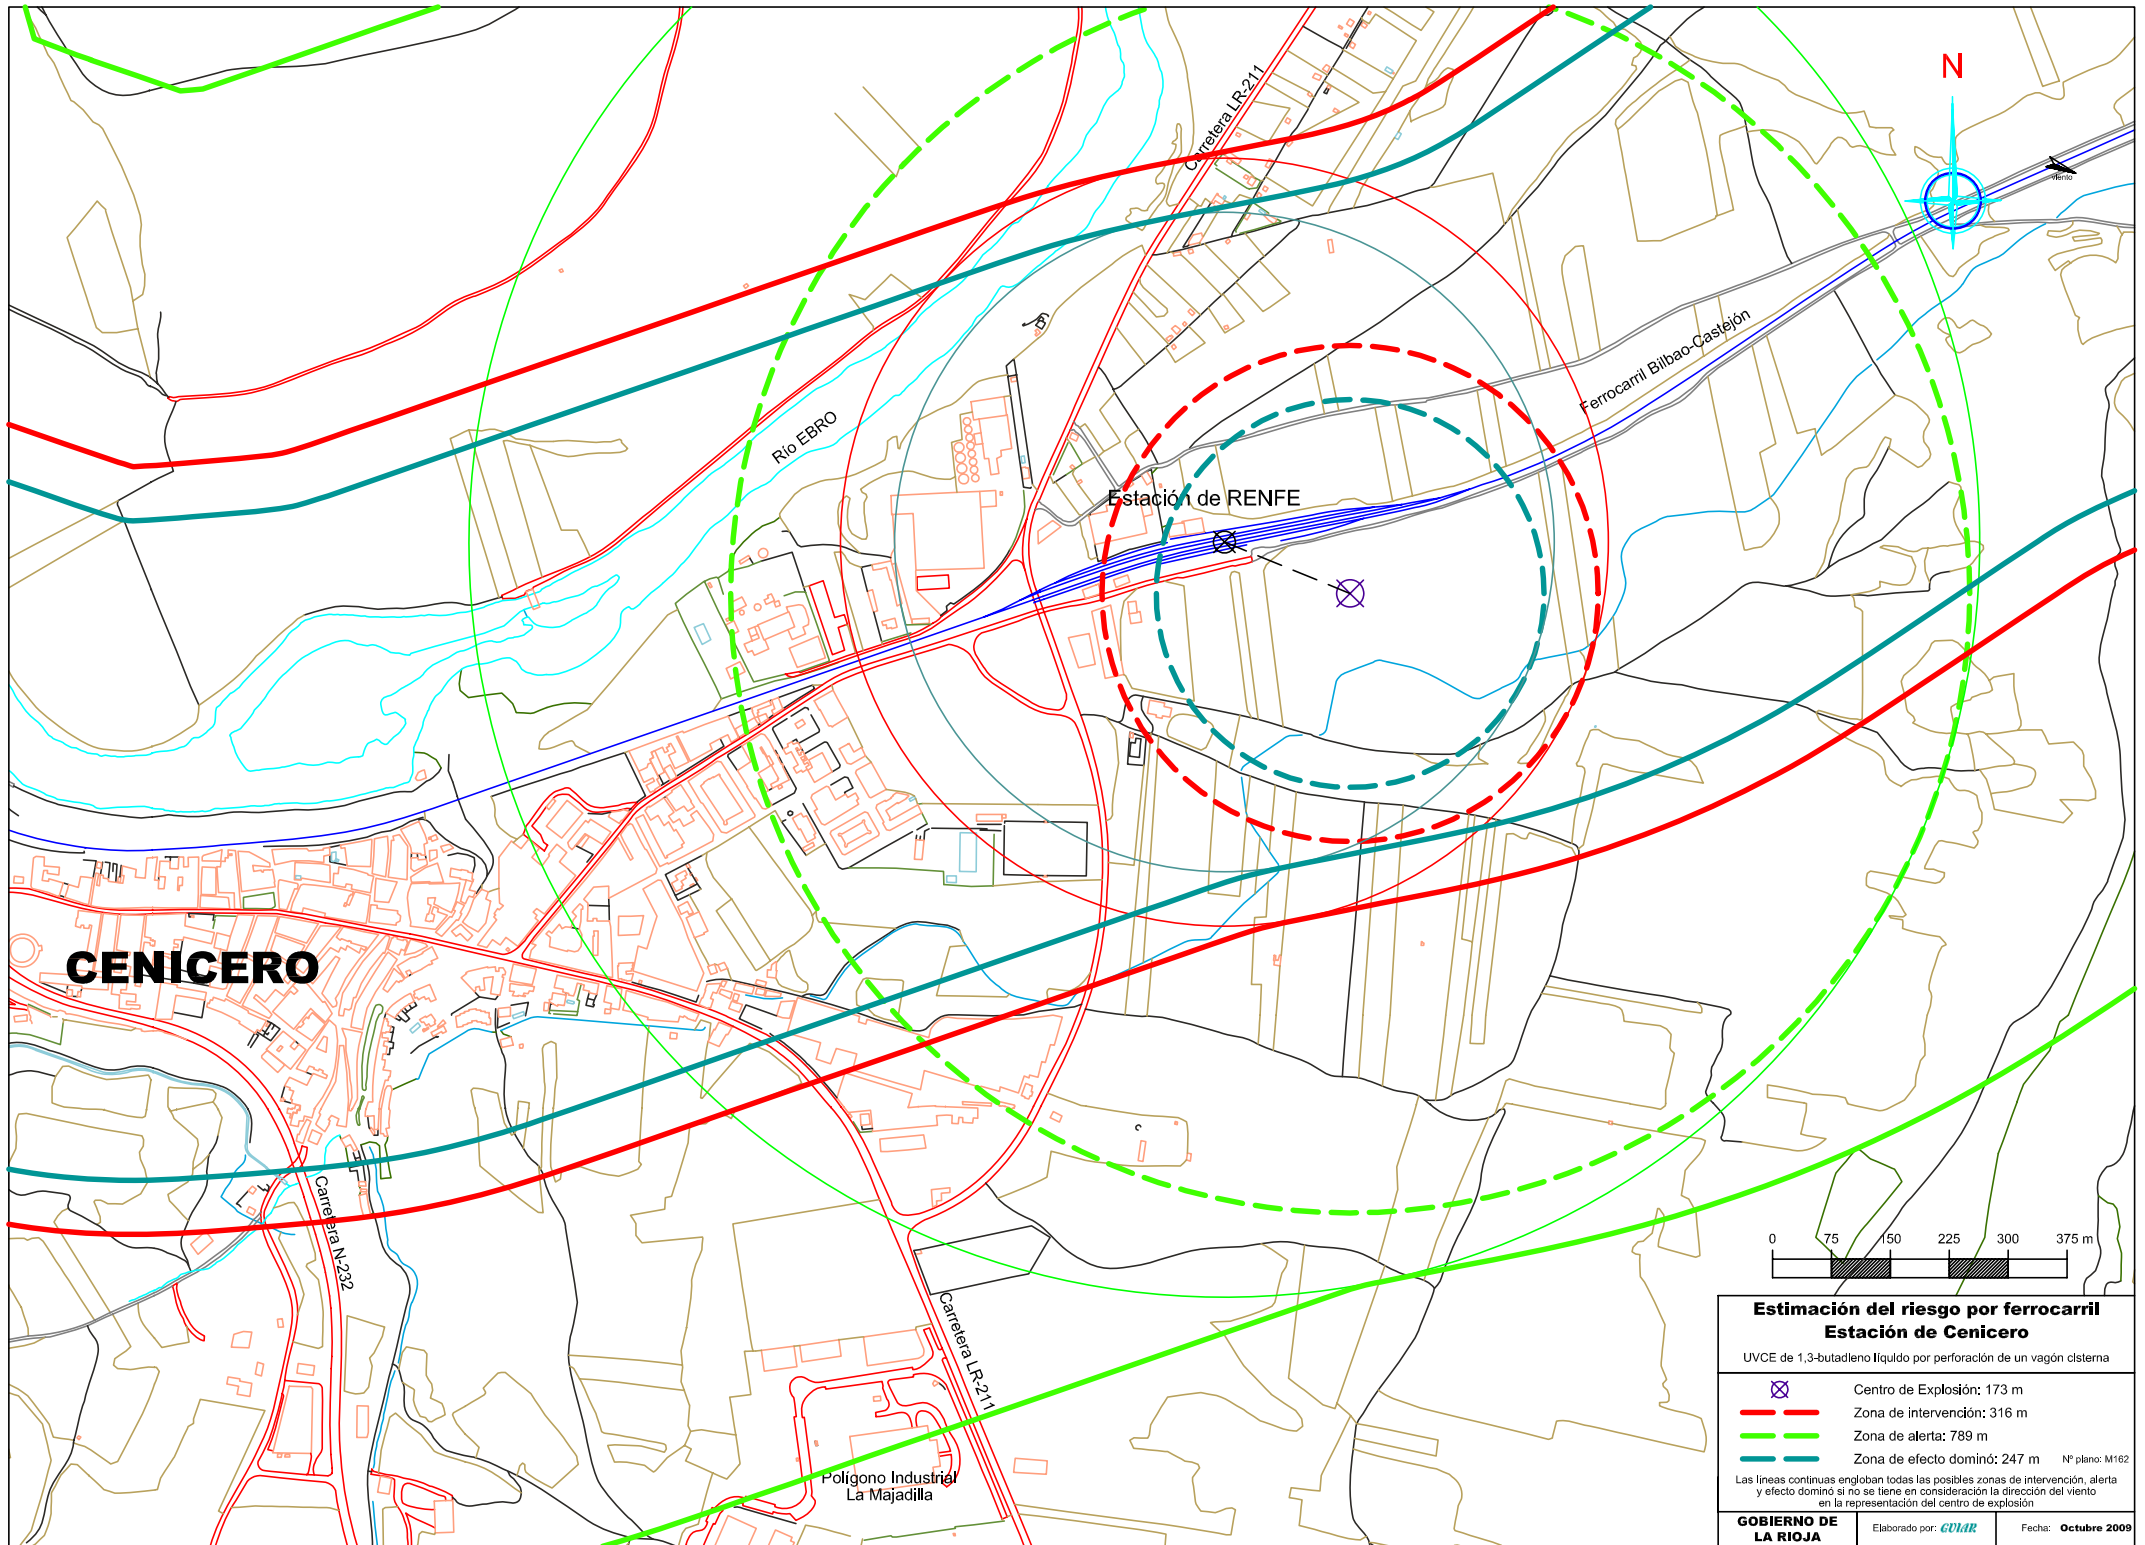 N
viento
Carretera LR-211
Ferrocarril Bilbao-Castejón
Río EBRO
Estación de RENFE
CENICERO
Carretera N-232
Carretera LR-211
Polígono Industrial
La Majadilla
0 75 150 225 300 375 m
Estimación del riesgo por ferrocarril
Estación de Cenicero
UVCE de 1,3-butadieno líquido por perforación de un vagón cisterna
Centro de Explosión: 173 m
Zona de intervención: 316 m
Zona de alerta: 789 m
Zona de efecto dominó: 247 m
Nº plano: M162
Las líneas continuas engloban todas las posibles zonas de intervención, alerta
y efecto dominó si no se tiene en consideración la dirección del viento
en la representación del centro de explosión
GOBIERNO DE
LA RIOJA
Elaborado por: GUIAR
Fecha: Octubre 2009